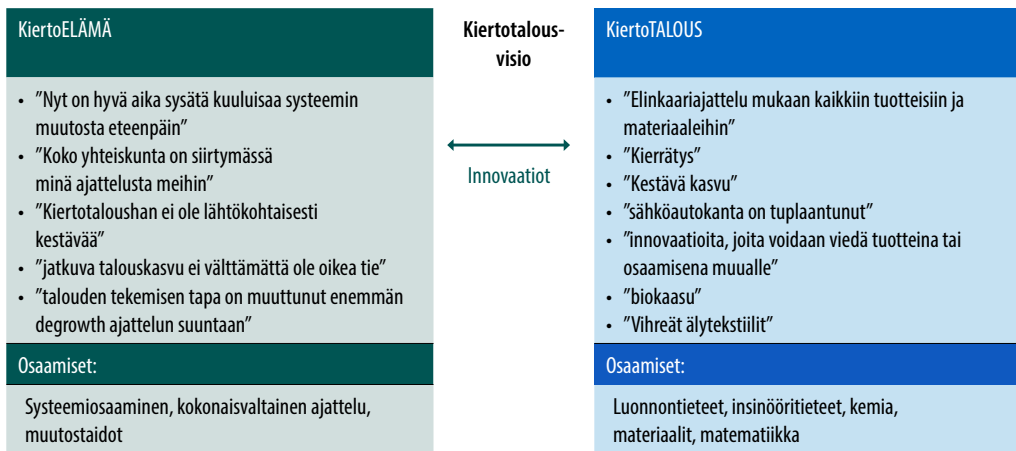 KiertoELÄMÄ
• ”Nyt on hyvä aika sysätä kuuluisaa systeemin
muutosta eteenpäin”
• ”Koko yhteiskunta on siirtymässä
minä ajattelusta meihin”
• ”Kiertotaloushan ei ole lähtökohtaisesti
kestävää”
• ”jatkuva talouskasvu ei välttämättä ole oikea tie”
• ”talouden tekemisen tapa on muuttunut enemmän
degrowth ajattelun suuntaan”
Osaamiset:
Systeemiosaaminen, kokonaisvaltainen ajattelu,
muutostaidot
Kiertotalous-
visio
Innovaatiot
KiertoTALOUS
• ”Elinkaariajattelu mukaan kaikkiin tuotteisiin ja
materiaaleihin”
• ”Kierrätys”
• ”Kestävä kasvu”
• ”sähköautokanta on tuplaantunut”
• ”innovaatioita, joita voidaan viedä tuotteina tai
osaamisena muualle”
• ”biokaasu”
• ”Vihreät älytekstiilit”
Osaamiset:
Luonnontieteet, insinööritieteet, kemia,
materiaalit, matematiikka